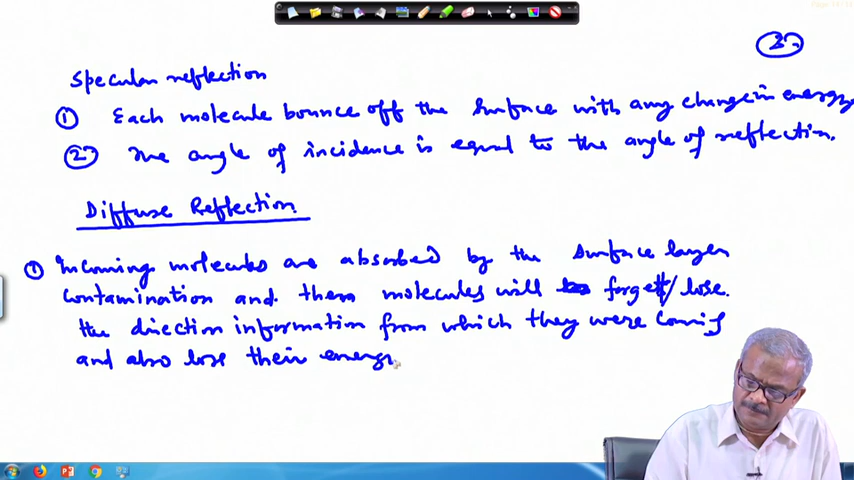 2.
Specular reflection
① Each molecule bounce off the surface with any change in energy
② The angle of incidence is equal to the angle of reflection.
Diffuse Reflection
① Incoming molecules are absorbed by the surface layer
contamination and these molecules will forget/lose
the direction information from which they were coming
and also lose their energy